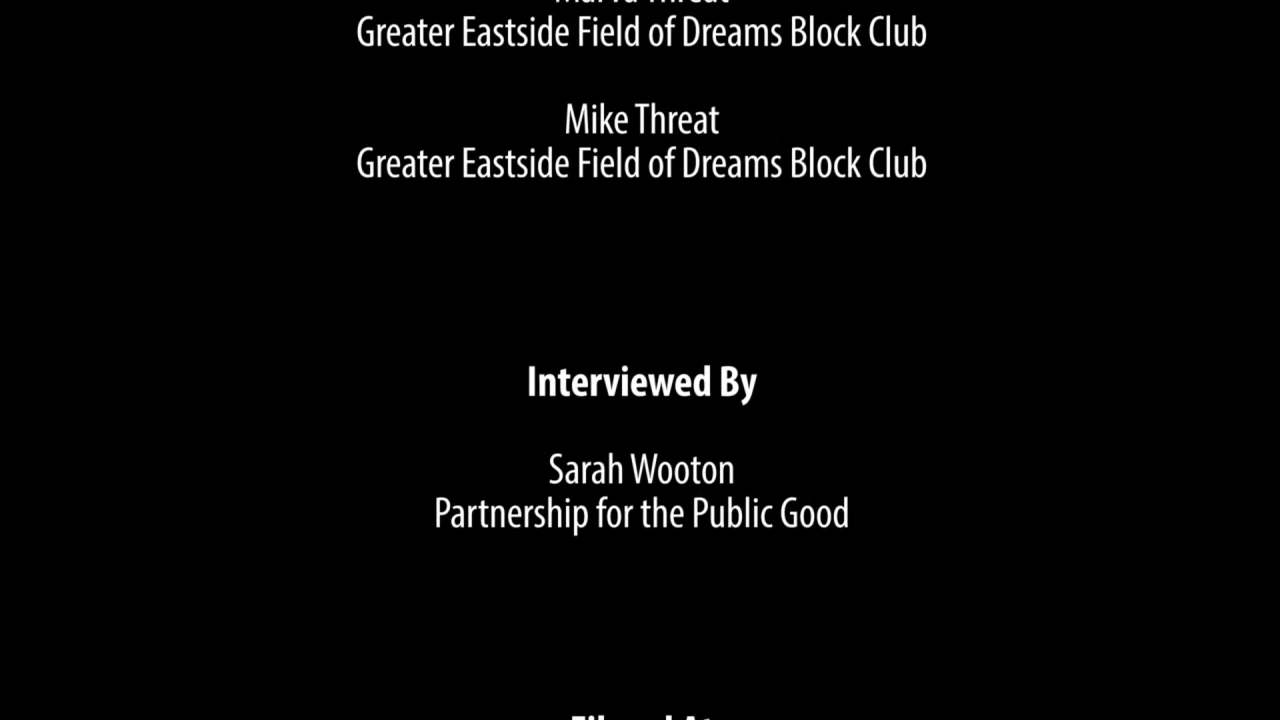 Threat
Greater Eastside Field of Dreams Block Club
Mike Threat
Greater Eastside Field of Dreams Block Club
Interviewed By
Sarah Wooton
Partnership for the Public Good